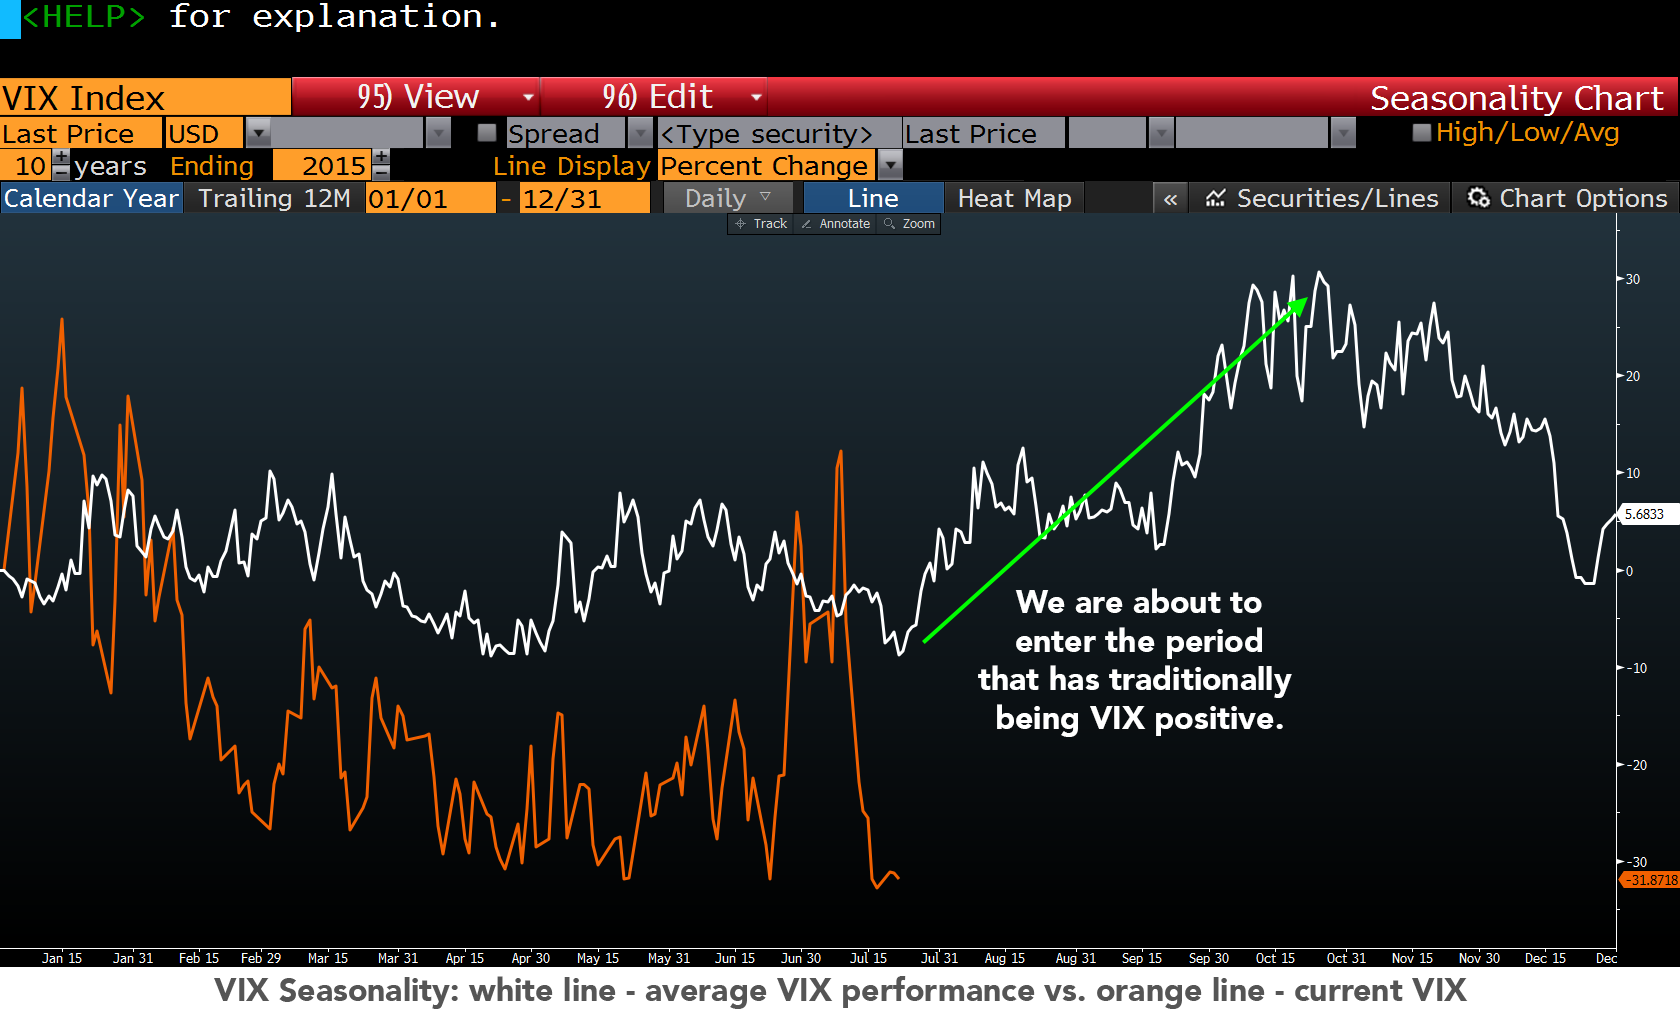 <HELP> for explanation.
VIX Index 95) View 96) Edit Seasonality Chart
Last Price USD Spread <Type security> Last Price High/Low/Avg
10 years Ending 2015 Line Display Percent Change
Calendar Year Trailing 12M 01/01 - 12/31 Daily Line Heat Map « Securities/Lines Chart Options
Track Annotate Zoom
30
20
10
5.6833
0
-10
-20
-30
-31.8718
We are about to
enter the period
that has traditionally
being VIX positive.
Jan 15 Jan 31 Feb 15 Feb 29 Mar 15 Mar 31 Apr 15 Apr 30 May 15 May 31 Jun 15 Jun 30 Jul 15 Jul 31 Aug 15 Aug 31 Sep 15 Sep 30 Oct 15 Oct 31 Nov 15 Nov 30 Dec 15 Dec
VIX Seasonality: white line - average VIX performance vs. orange line - current VIX